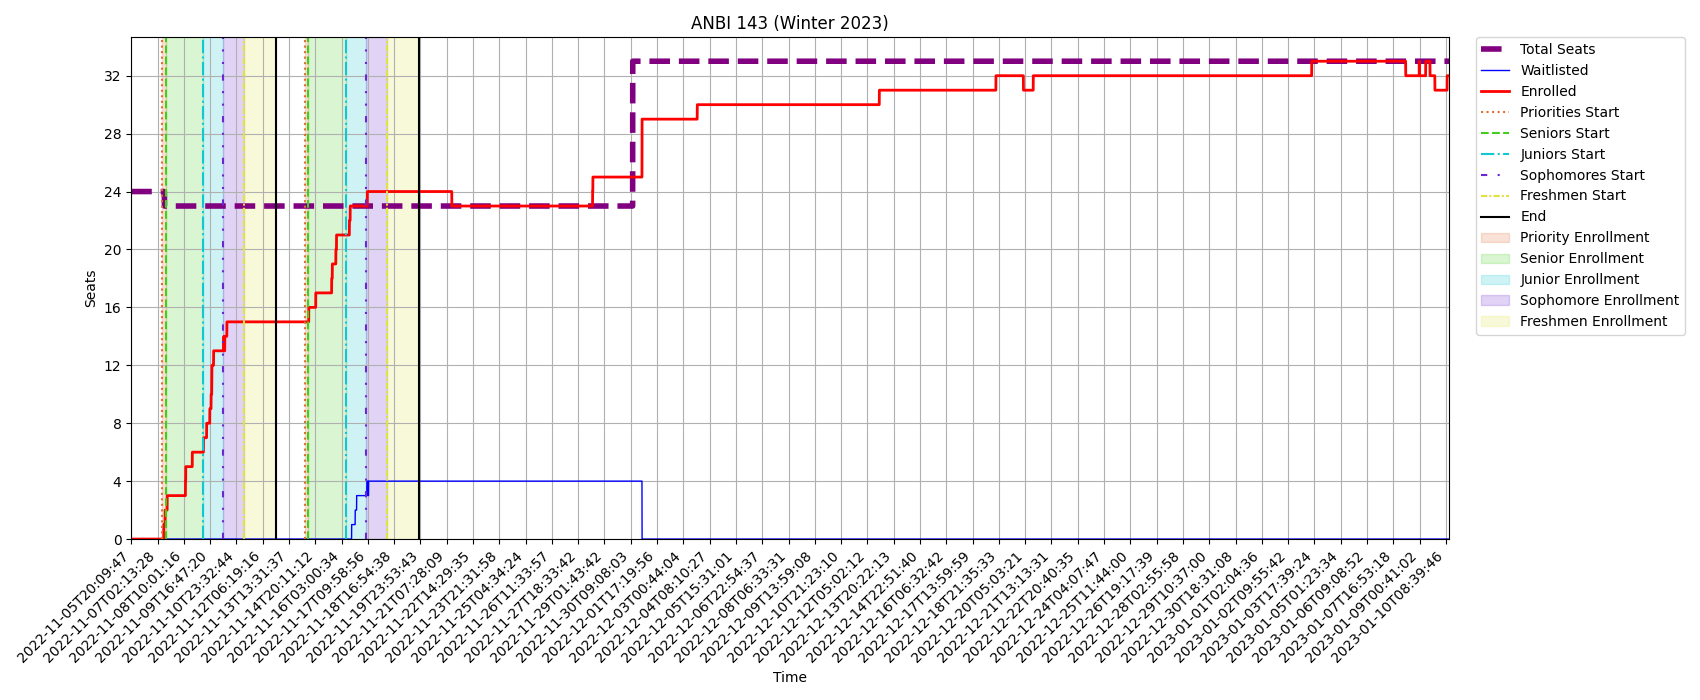 ANBI 143 (Winter 2023)
Total Seats
Waitlisted
Enrolled
Priorities Start
Seniors Start
Juniors Start
Sophomores Start
Freshmen Start
End
Priority Enrollment
Senior Enrollment
Junior Enrollment
Sophomore Enrollment
Freshmen Enrollment
Seats
32
28
24
20
16
12
8
4
0
2022-11-05T20:09:47
2022-11-07T02:13:28
2022-11-08T10:01:16
2022-11-09T16:47:20
2022-11-10T23:32:44
2022-11-12T06:19:16
2022-11-13T13:31:37
2022-11-14T20:11:12
2022-11-16T03:00:34
2022-11-17T09:58:56
2022-11-18T16:54:38
2022-11-19T23:53:43
2022-11-21T07:28:09
2022-11-22T14:29:35
2022-11-23T21:31:58
2022-11-25T04:34:24
2022-11-26T11:33:57
2022-11-27T18:33:42
2022-11-29T01:43:42
2022-11-30T09:08:03
2022-12-01T17:19:56
2022-12-03T00:44:04
2022-12-04T08:10:27
2022-12-05T15:31:01
2022-12-06T22:54:37
2022-12-08T06:33:31
2022-12-09T13:59:08
2022-12-10T21:23:10
2022-12-12T05:02:12
2022-12-13T20:22:13
2022-12-14T22:51:40
2022-12-16T06:32:42
2022-12-17T13:59:59
2022-12-18T21:35:33
2022-12-20T05:03:21
2022-12-21T13:13:31
2022-12-22T20:40:35
2022-12-24T04:07:47
2022-12-25T11:44:00
2022-12-26T19:17:39
2022-12-28T02:55:58
2022-12-29T10:37:00
2022-12-30T18:31:08
2023-01-01T02:04:36
2023-01-02T09:55:42
2023-01-03T17:39:24
2023-01-05T01:23:34
2023-01-06T09:08:52
2023-01-07T16:53:18
2023-01-09T00:41:02
2023-01-10T08:39:46
Time